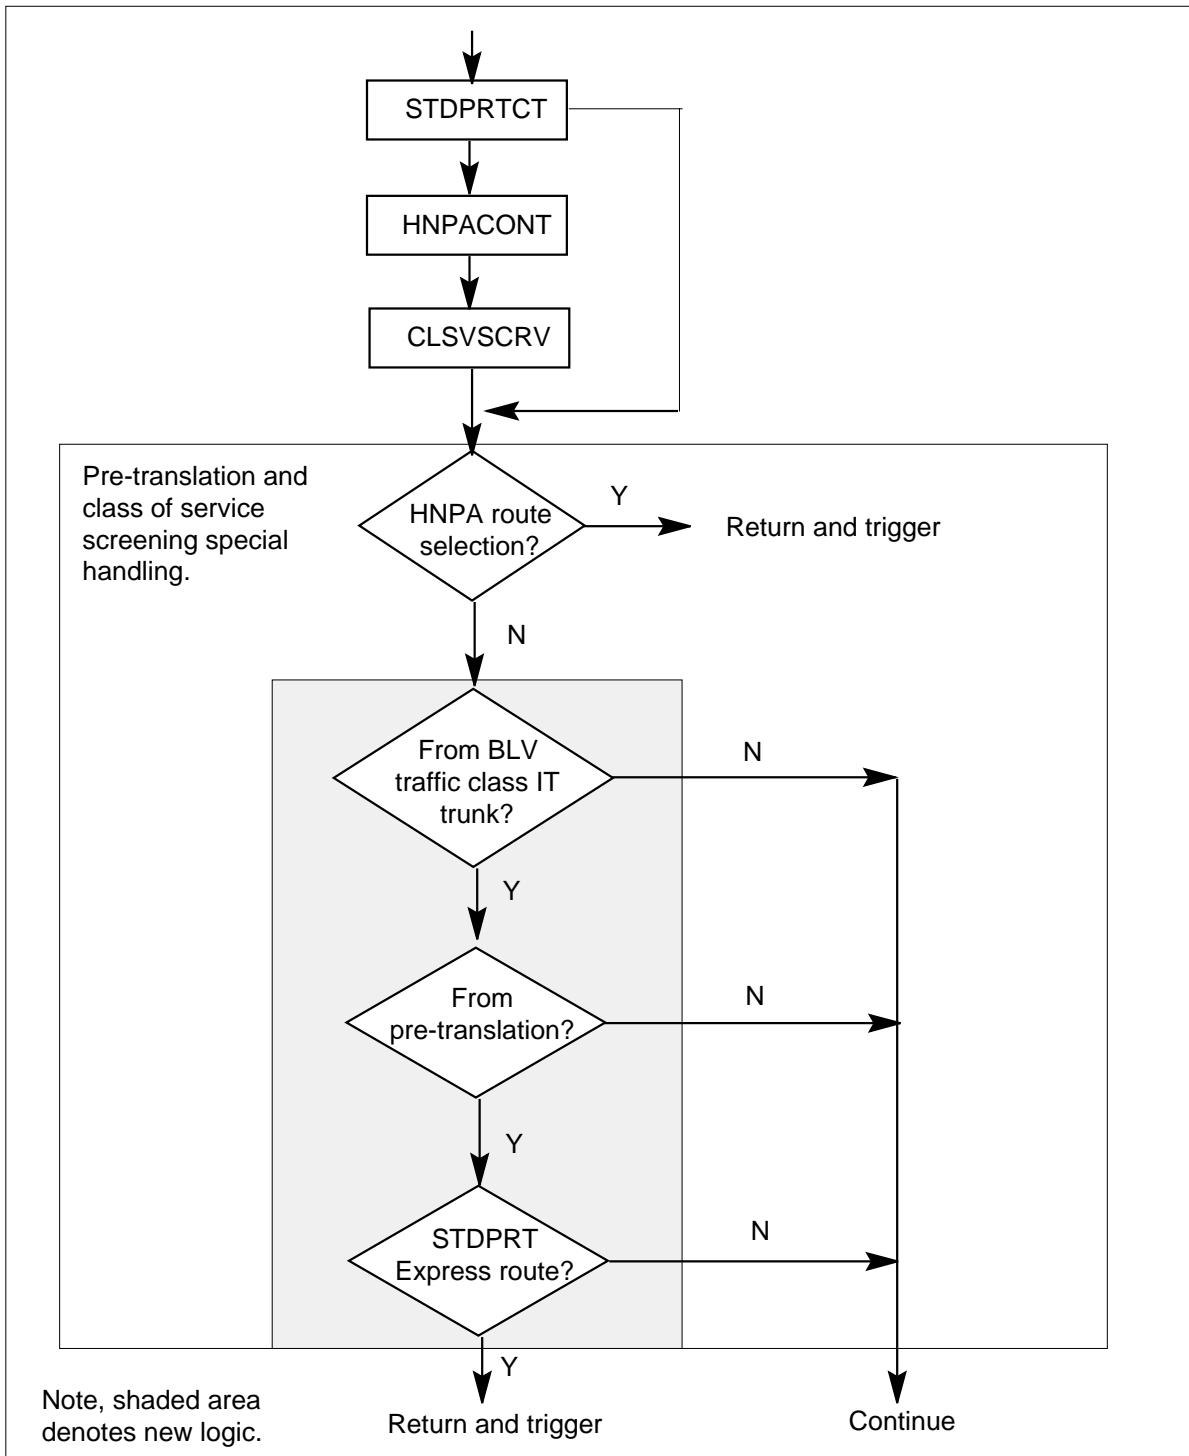 STDPRTCT
HNPACONT
CLSVSCRV
Pre-translation and
class of service
screening special
handling.
HNPA route
selection?
Y
Return and trigger
N
From BLV
traffic class IT
trunk?
N
Y
From
pre-translation?
N
Y
STDPRT
Express route?
N
Y
Note, shaded area
denotes new logic.
Return and trigger
Continue